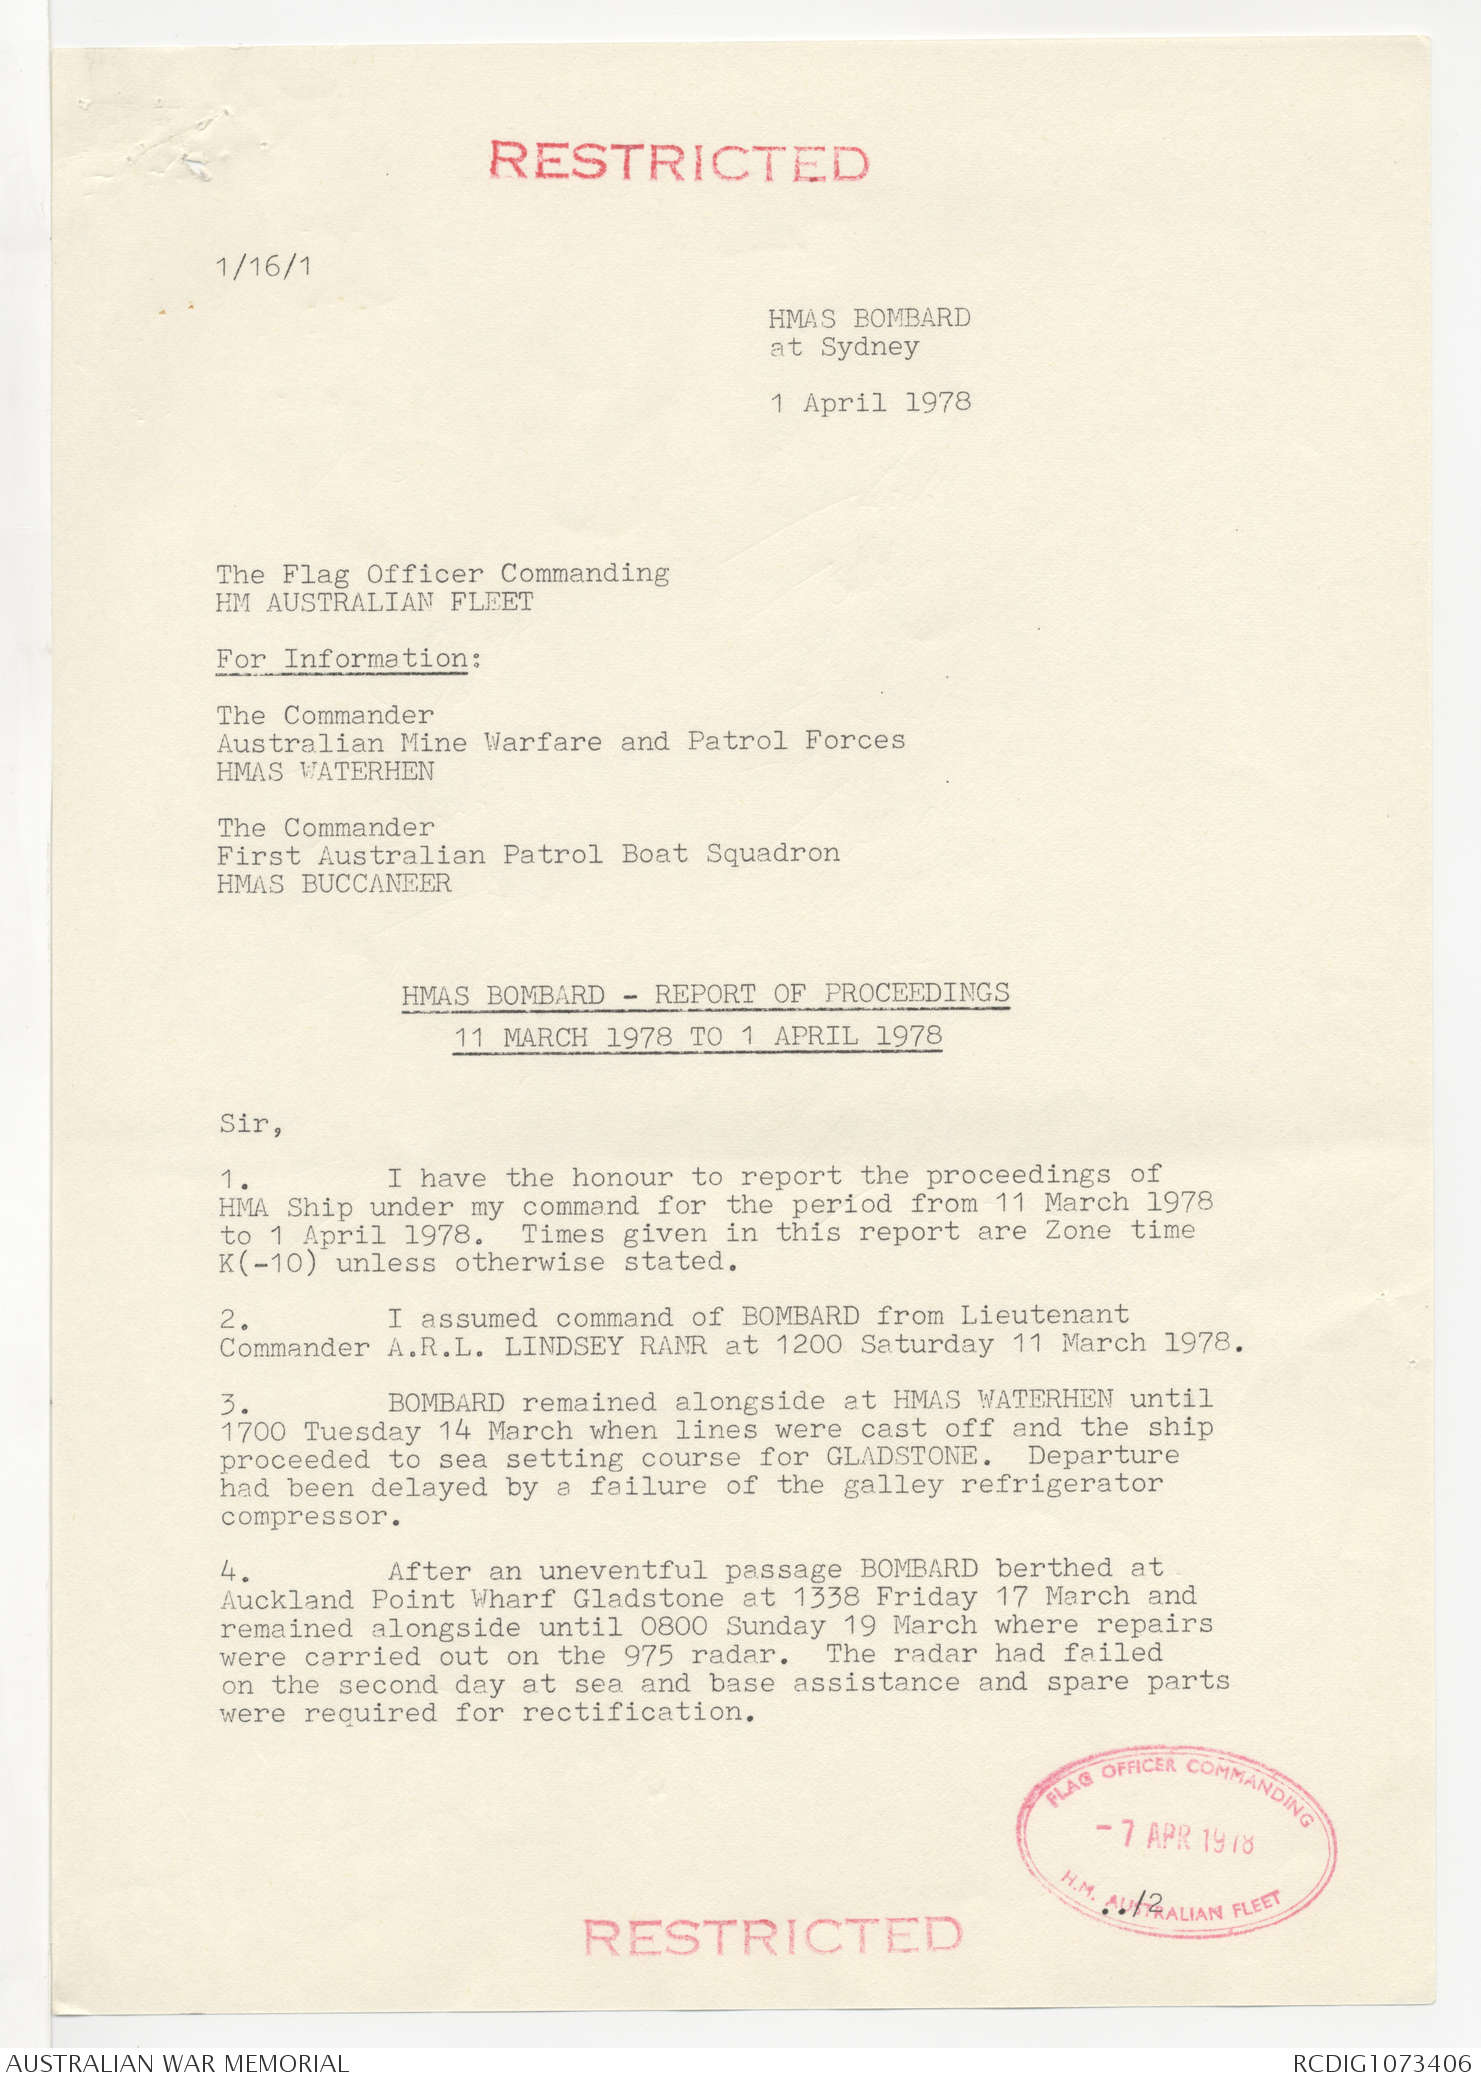 RESTRICTED
1/16/1
HMAS BOMBARD
at Sydney
1 April 1978
The Flag Officer Commanding
HM AUSTRALIAN FLEET
For Information:
The Commander
Australian Mine Warfare and Patrol Forces
HMAS WATERHEN
The Commander
First Australian Patrol Boat Squadron
HMAS BUCCANEER
HMAS BOMBARD - REPORT OF PROCEEDINGS
11 MARCH 1978 TO 1 APRIL 1978
Sir,
1. I have the honour to report the proceedings of
HMA Ship under my command for the period from 11 March 1978
to 1 April 1978. Times given in this report are Zone time
K(-10) unless otherwise stated.
2. I assumed command of BOMBARD from Lieutenant
Commander A.R.L. LINDSEY RANR at 1200 Saturday 11 March 1978.
3. BOMBARD remained alongside at HMAS WATERHEN until
1700 Tuesday 14 March when lines were cast off and the ship
proceeded to sea setting course for GLADSTONE. Departure
had been delayed by a failure of the galley refrigerator
compressor.
4. After an uneventful passage BOMBARD berthed at
Auckland Point Wharf Gladstone at 1338 Friday 17 March and
remained alongside until 0800 Sunday 19 March where repairs
were carried out on the 975 radar. The radar had failed
on the second day at sea and base assistance and spare parts
were required for rectification.
FLAG OFFICER COMMANDING
-7 APR 1978
H.M. AUSTRALIAN FLEET
../2
RESTRICTED
AUSTRALIAN WAR MEMORIAL
RCDIG1073406